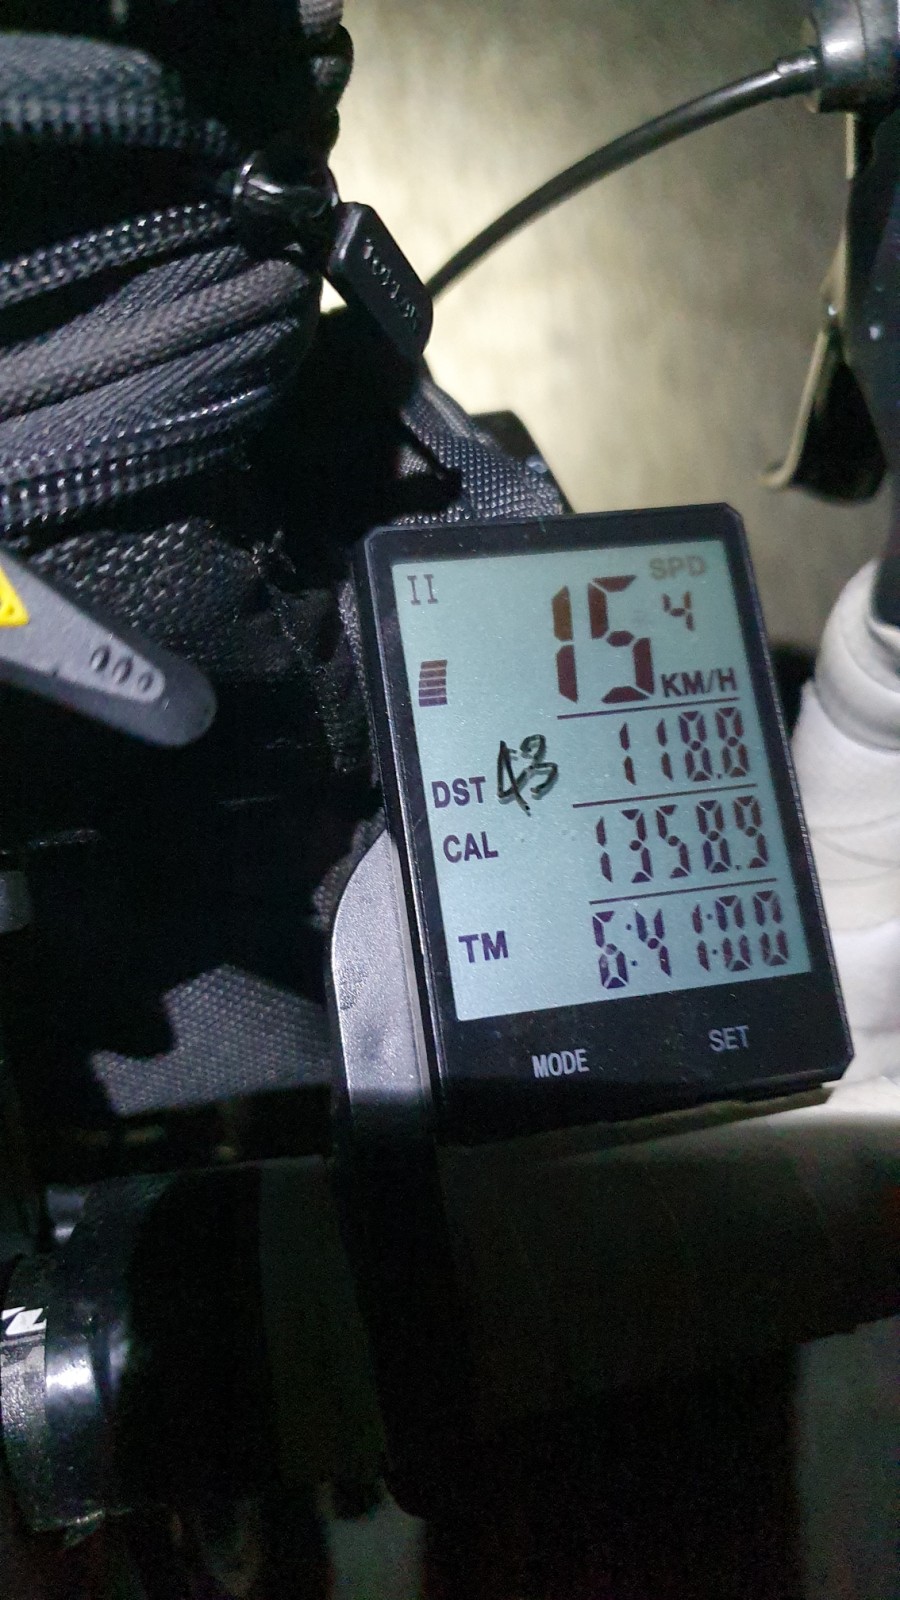 II
SPD
15 4
KM/H
DST 43 118.8
CAL 1358.9
TM 6:41:00
MODE SET